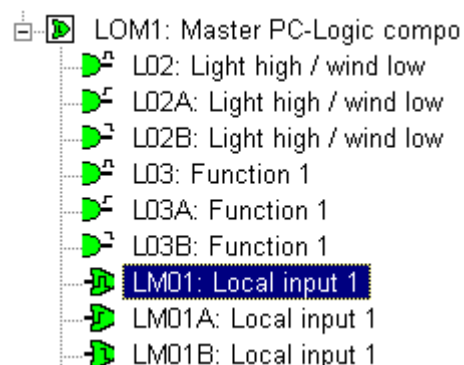 LOM1: Master PC-Logic compo
L02: Light high / wind low
L02A: Light high / wind low
L02B: Light high / wind low
L03: Function 1
L03A: Function 1
L03B: Function 1
LM01: Local input 1
LM01A: Local input 1
LM01B: Local input 1